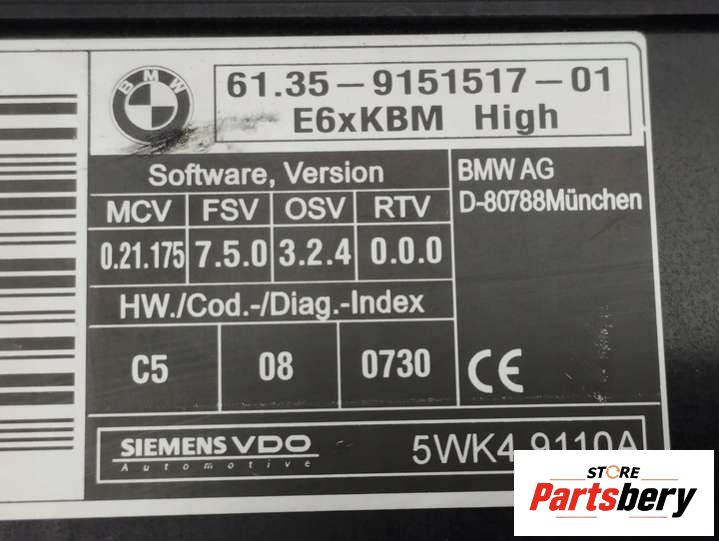 BMW
61.35-9151517-01
E6xKBM High
Software, Version
BMW AG
D-80788München
MCV FSV OSV RTV
0.21.175 7.5.0 3.2.4 0.0.0
HW./Cod.-/Diag.-Index
C5 08 0730
CE
SIEMENS VDO
Automotive
5WK4 9110A
STORE
Partsbery